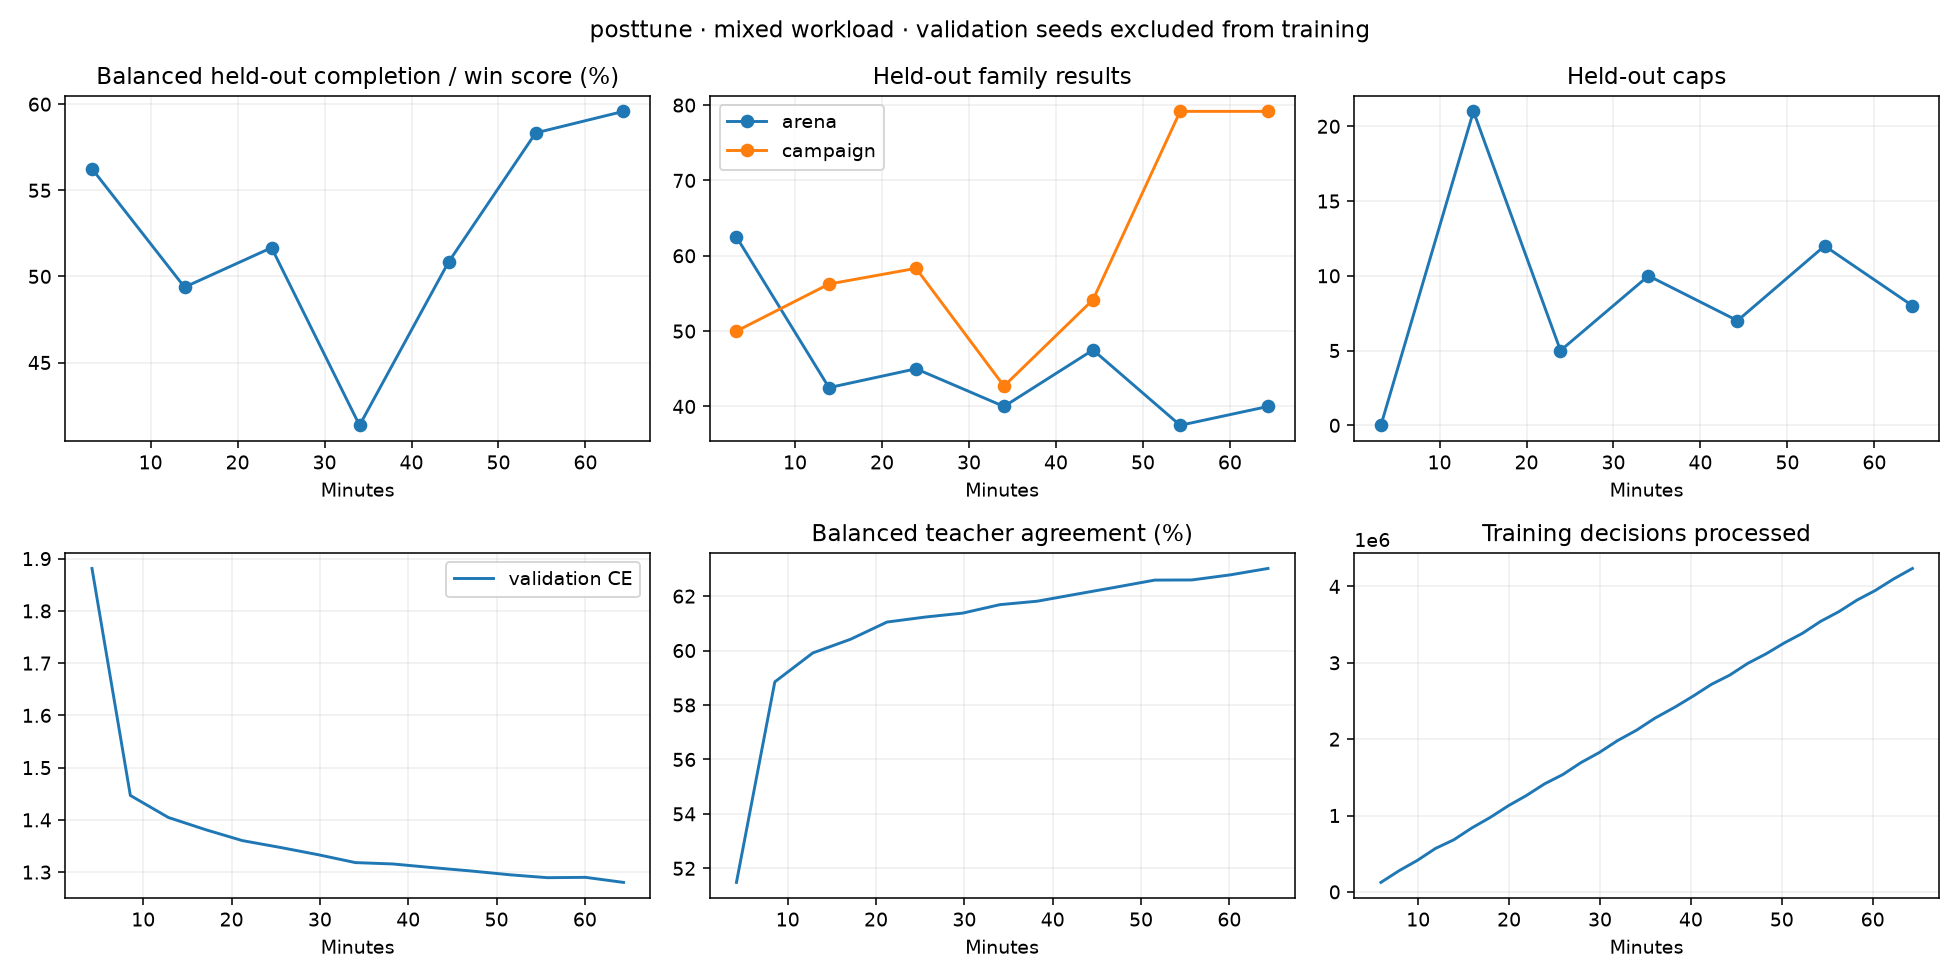 posttune · mixed workload · validation seeds excluded from training
Balanced held-out completion / win score (%)
60
55
50
45
10 20 30 40 50 60
Minutes
Held-out family results
arena
campaign
80
70
60
50
40
10 20 30 40 50 60
Minutes
Held-out caps
20
15
10
5
0
10 20 30 40 50 60
Minutes
validation CE
1.9
1.8
1.7
1.6
1.5
1.4
1.3
10 20 30 40 50 60
Minutes
Balanced teacher agreement (%)
62
60
58
56
54
52
10 20 30 40 50 60
Minutes
Training decisions processed
1e6
4
3
2
1
0
10 20 30 40 50 60
Minutes